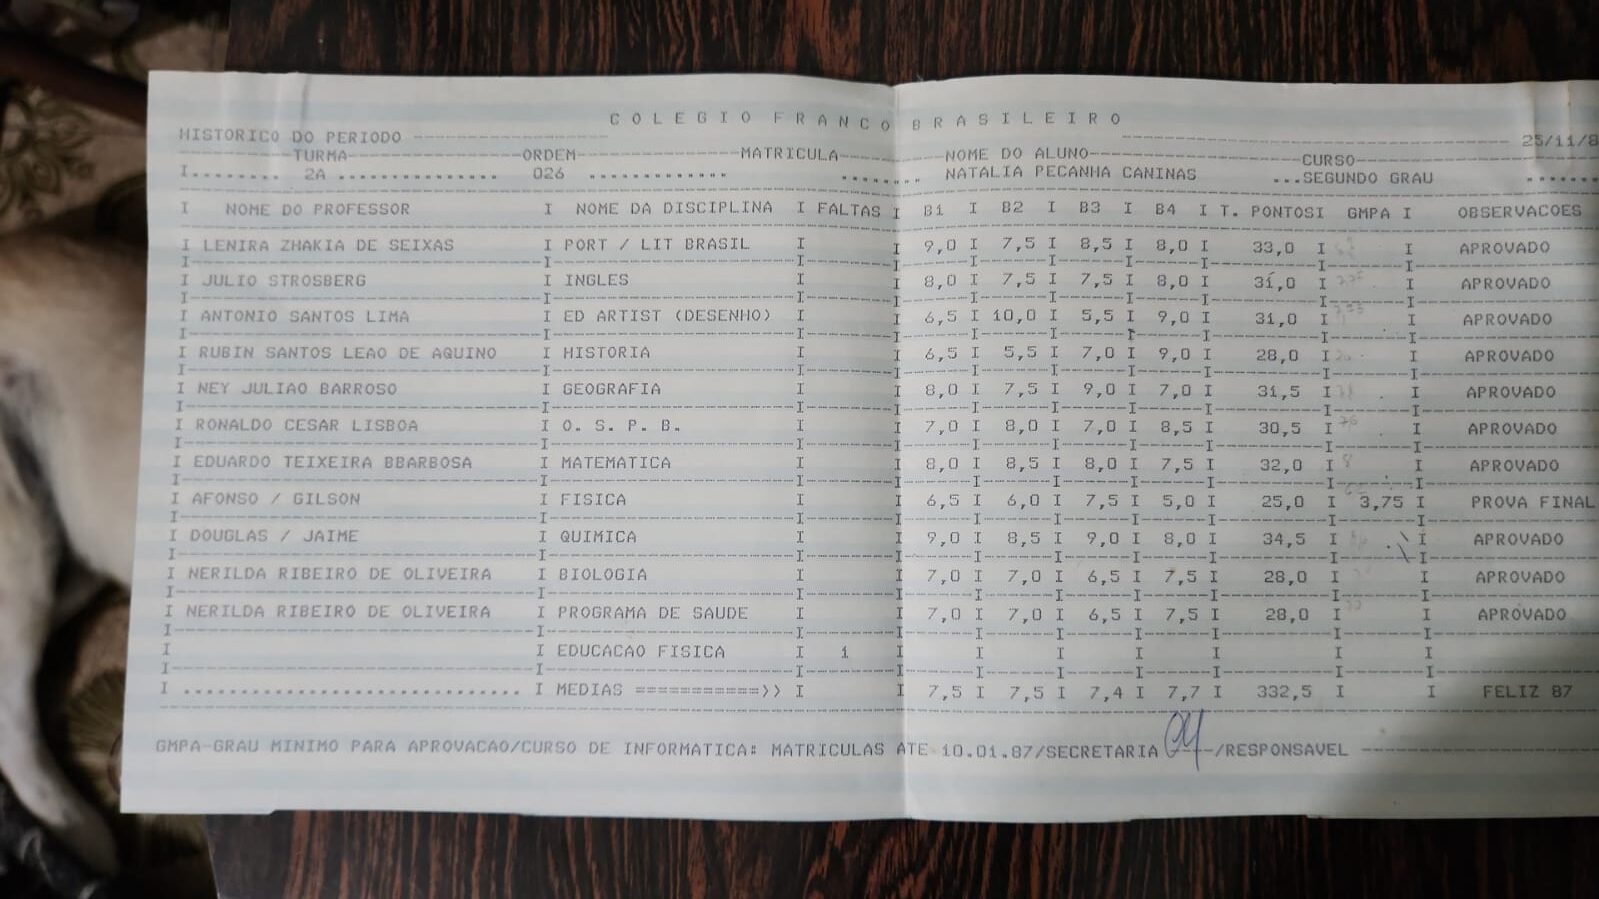 COLEGIO FRANCO BRASILEIRO
HISTORICO DO PERIODO 25/11/8
TURMA ORDEM MATRICULA NOME DO ALUNO CURSO
I........ 2A ............... 026 ............. ........ NATALIA PECANHA CANINAS ...SEGUNDO GRAU ........
I NOME DO PROFESSOR I NOME DA DISCIPLINA I FALTAS I B1 I B2 I B3 I B4 I T. PONTOSI GMPA I OBSERVACOES
I LENIRA ZHAKIA DE SEIXAS I PORT / LIT BRASIL I I 9,0 I 7,5 I 8,5 I 8,0 I 33,0 I I APROVADO
I JULIO STROSBERG I INGLES I I 8,0 I 7,5 I 7,5 I 8,0 I 31,0 I I APROVADO
I ANTONIO SANTOS LIMA I ED ARTIST (DESENHO) I I 6,5 I 10,0 I 5,5 I 9,0 I 31,0 I I APROVADO
I RUBIN SANTOS LEAO DE AQUINO I HISTORIA I I 6,5 I 5,5 I 7,0 I 9,0 I 28,0 I I APROVADO
I NEY JULIAO BARROSO I GEOGRAFIA I I 8,0 I 7,5 I 9,0 I 7,0 I 31,5 I I APROVADO
I RONALDO CESAR LISBOA I O. S. P. B. I I 7,0 I 8,0 I 7,0 I 8,5 I 30,5 I I APROVADO
I EDUARDO TEIXEIRA BBARBOSA I MATEMATICA I I 8,0 I 8,5 I 8,0 I 7,5 I 32,0 I I APROVADO
I AFONSO / GILSON I FISICA I I 6,5 I 6,0 I 7,5 I 5,0 I 25,0 I 3,75 I PROVA FINAL
I DOUGLAS / JAIME I QUIMICA I I 9,0 I 8,5 I 9,0 I 8,0 I 34,5 I I APROVADO
I NERILDA RIBEIRO DE OLIVEIRA I BIOLOGIA I I 7,0 I 7,0 I 6,5 I 7,5 I 28,0 I I APROVADO
I NERILDA RIBEIRO DE OLIVEIRA I PROGRAMA DE SAUDE I I 7,0 I 7,0 I 6,5 I 7,5 I 28,0 I I APROVADO
I I EDUCACAO FISICA I 1 I I I I I I I
I .............................. I MEDIAS ===========>> I I 7,5 I 7,5 I 7,4 I 7,7 I 332,5 I I FELIZ 87
GMPA-GRAU MINIMO PARA APROVACAO/CURSO DE INFORMATICA: MATRICULAS ATE 10.01.87/SECRETARIA /RESPONSAVEL